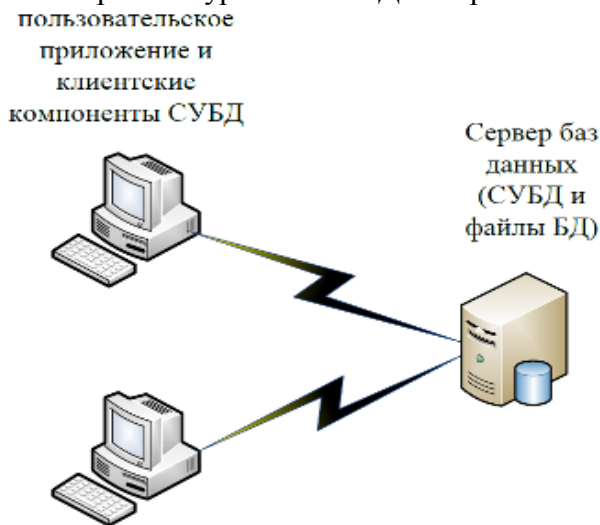 пользовательское
приложение и
клиентские
компоненты СУБД
Сервер баз
данных
(СУБД и
файлы БД)